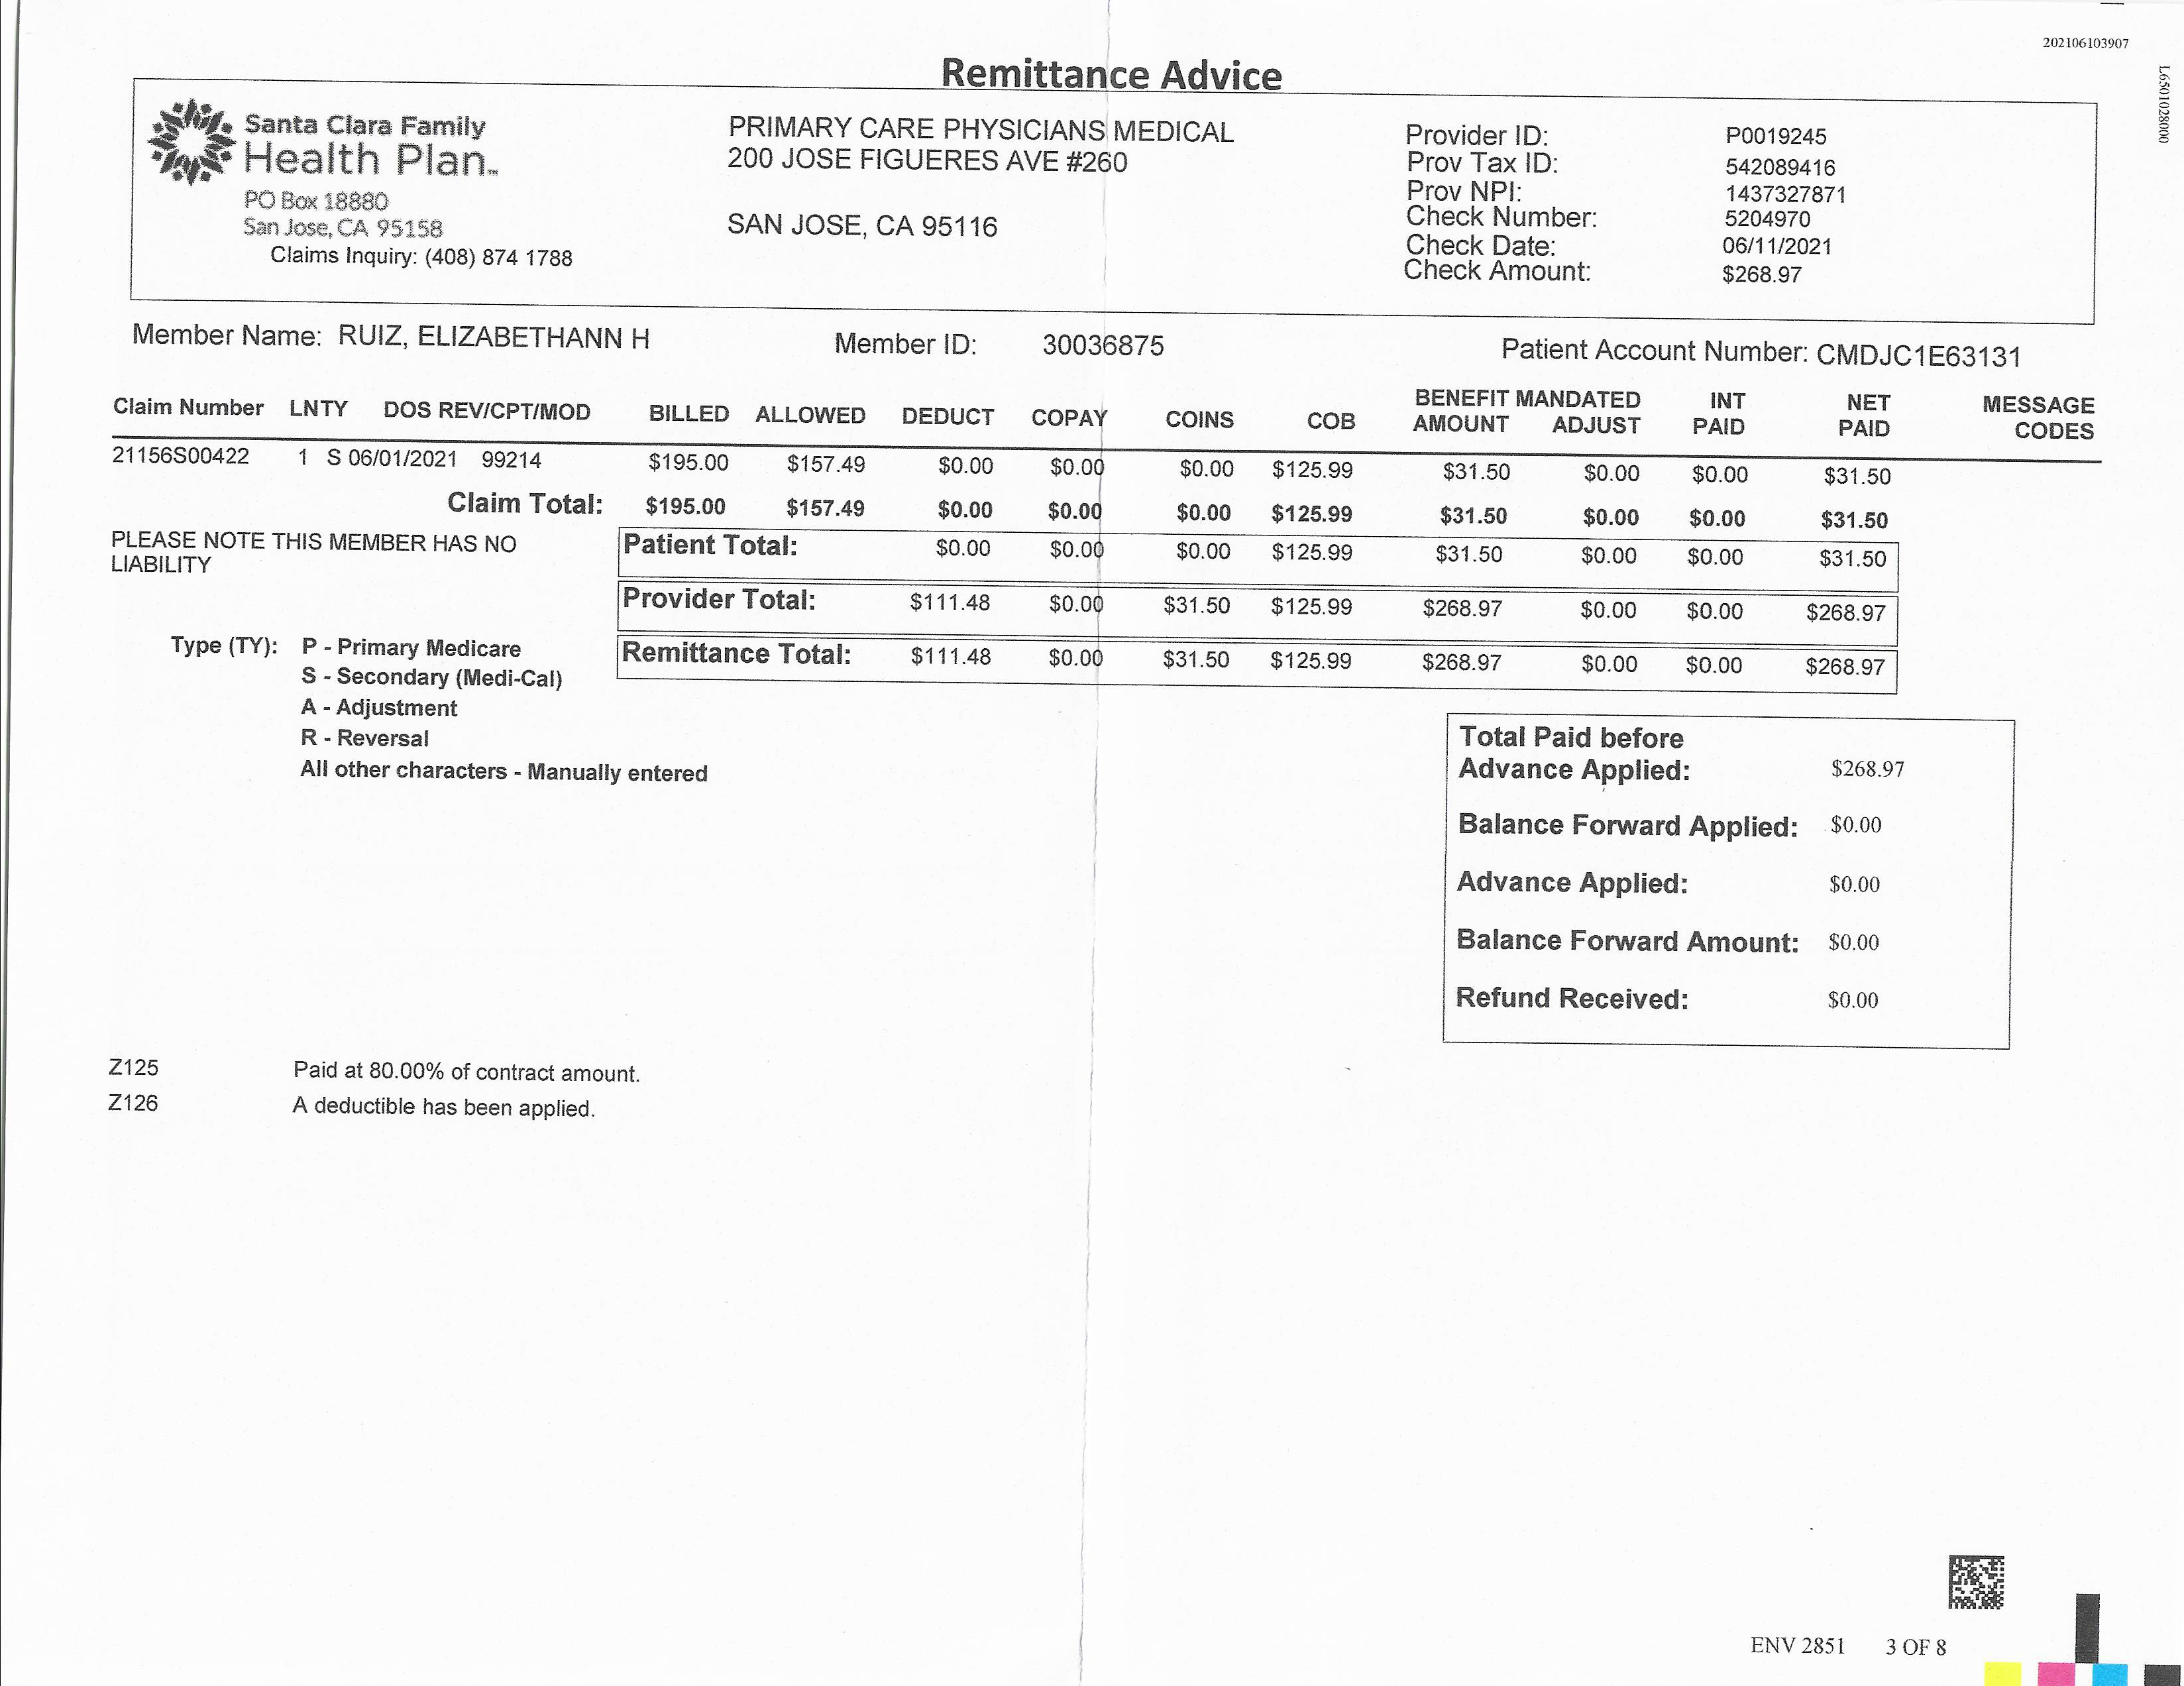 202106103907
L6501028000
Remittance Advice
Santa Clara Family
Health Plan™
PO Box 18880
San Jose, CA 95158
Claims Inquiry: (408) 874 1788
PRIMARY CARE PHYSICIANS MEDICAL
200 JOSE FIGUERES AVE #260
SAN JOSE, CA 95116
Provider ID: P0019245
Prov Tax ID: 542089416
Prov NPI: 1437327871
Check Number: 5204970
Check Date: 06/11/2021
Check Amount: $268.97
Member Name: RUIZ, ELIZABETHANN H Member ID: 30036875 Patient Account Number: CMDJC1E63131
Claim Number LNTY DOS REV/CPT/MOD BILLED ALLOWED DEDUCT COPAY COINS COB BENEFIT AMOUNT MANDATED ADJUST INT PAID NET PAID MESSAGE CODES
21156S00422 1 S 06/01/2021 99214 $195.00 $157.49 $0.00 $0.00 $0.00 $125.99 $31.50 $0.00 $0.00 $31.50
Claim Total: $195.00 $157.49 $0.00 $0.00 $0.00 $125.99 $31.50 $0.00 $0.00 $31.50
PLEASE NOTE THIS MEMBER HAS NO
LIABILITY
Patient Total: $0.00 $0.00 $0.00 $125.99 $31.50 $0.00 $0.00 $31.50
Provider Total: $111.48 $0.00 $31.50 $125.99 $268.97 $0.00 $0.00 $268.97
Remittance Total: $111.48 $0.00 $31.50 $125.99 $268.97 $0.00 $0.00 $268.97
Type (TY): P - Primary Medicare
S - Secondary (Medi-Cal)
A - Adjustment
R - Reversal
All other characters - Manually entered
Total Paid before
Advance Applied: $268.97
Balance Forward Applied: $0.00
Advance Applied: $0.00
Balance Forward Amount: $0.00
Refund Received: $0.00
Z125 Paid at 80.00% of contract amount.
Z126 A deductible has been applied.
ENV 2851 3 OF 8